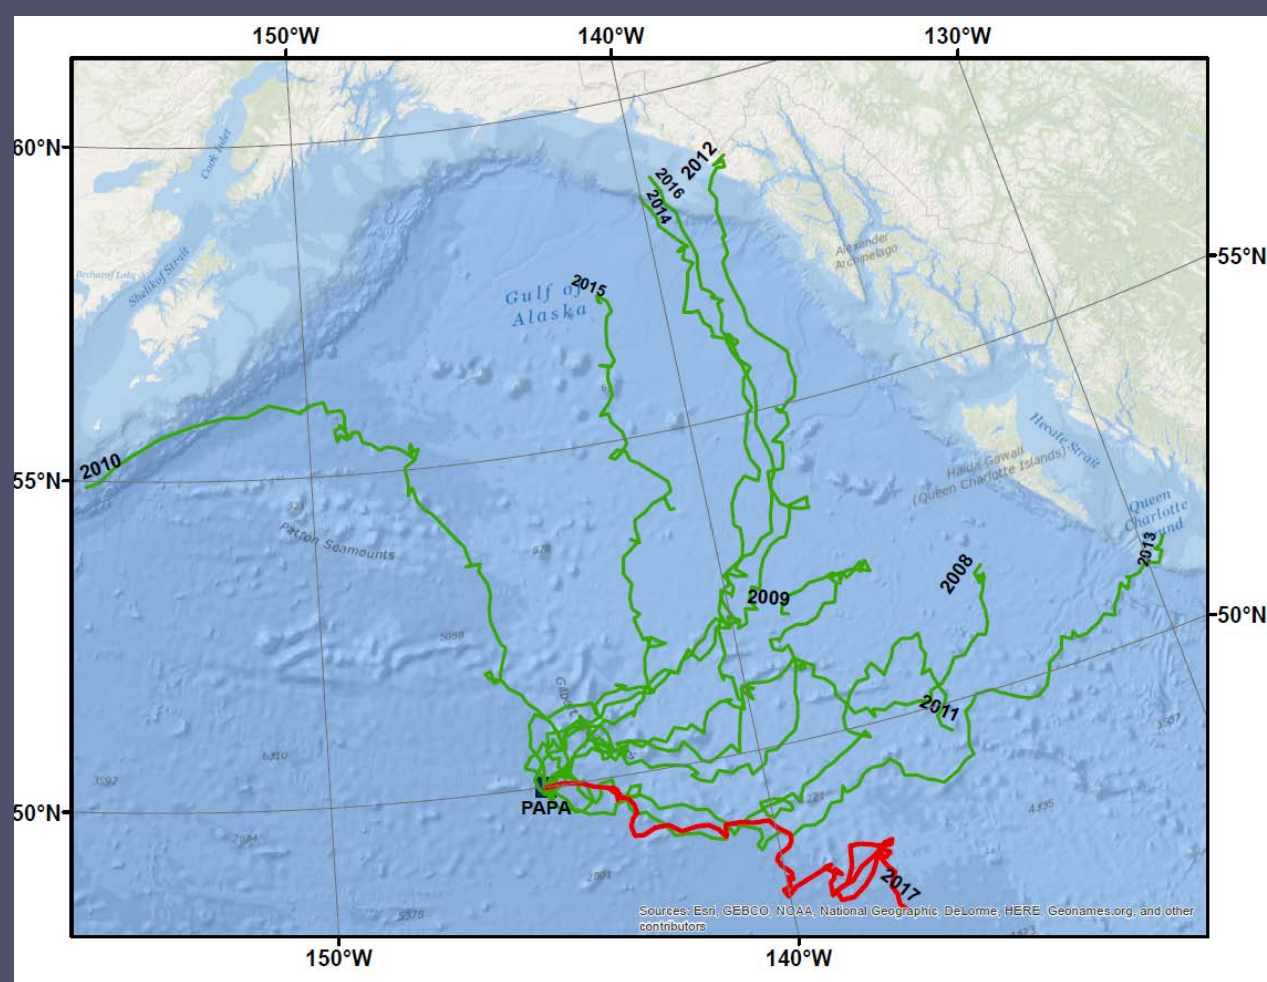 150°W
140°W
130°W
60°N
55°N
50°N
55°N
50°N
150°W
140°W
Cook Inlet
Shelikof Strait
Gulf of
Alaska
Alexander
Archipelago
Hecate Strait
Haida Gwaii
(Queen Charlotte Islands)
Queen
Charlotte
Sound
Patton Seamounts
2012
2016
2014
2015
2010
2009
2008
2013
2011
2017
PAPA
5050
6310
3592
4335
3507
5378
Sources: Esri, GEBCO, NOAA, National Geographic, DeLorme, HERE, Geonames.org, and other
contributors